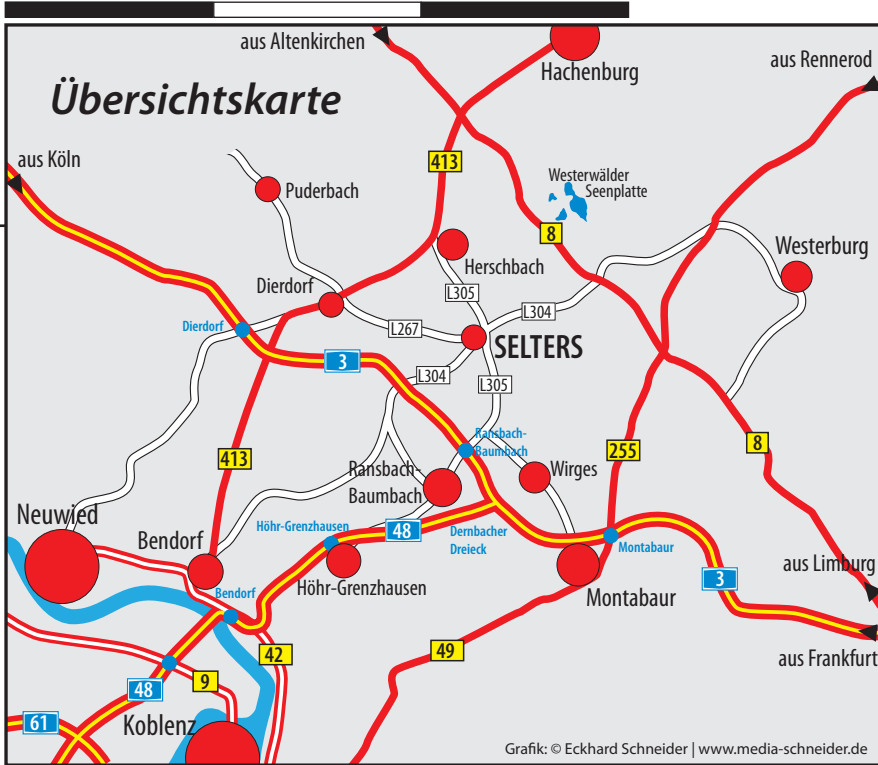 aus Altenkirchen
Hachenburg
aus Rennerod
Übersichtskarte
aus Köln
413
Puderbach
Westerwälder
Seenplatte
8
Herschbach
Westerburg
Dierdorf
L305
L304
Dierdorf
L267
SELTERS
3
L304
L305
Ransbach-
Baumbach
8
255
413
Ransbach-
Baumbach
Wirges
Neuwied
Bendorf
Höhr-Grenzhausen
48
Dernbacher
Dreieck
Montabaur
aus Limburg
3
Höhr-Grenzhausen
Montabaur
Bendorf
42
49
aus Frankfurt
9
48
61
Koblenz
Grafik: © Eckhard Schneider | www.media-schneider.de